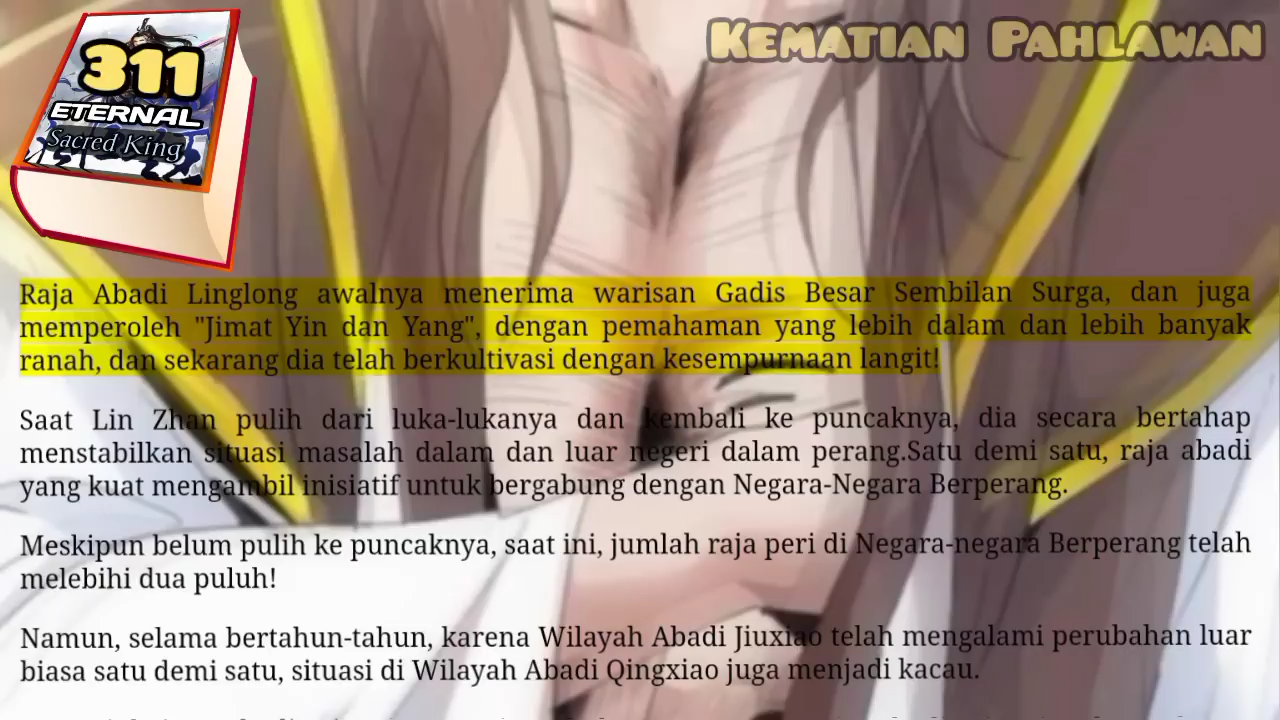 Kematian Pahlawan
311
ETERNAL
Sacred King
Raja Abadi Linglong awalnya menerima warisan Gadis Besar Sembilan Surga, dan juga
memperoleh "Jimat Yin dan Yang", dengan pemahaman yang lebih dalam dan lebih banyak
ranah, dan sekarang dia telah berkultivasi dengan kesempurnaan langit!
Saat Lin Zhan pulih dari luka-lukanya dan kembali ke puncaknya, dia secara bertahap
menstabilkan situasi masalah dalam dan luar negeri dalam perang.Satu demi satu, raja abadi
yang kuat mengambil inisiatif untuk bergabung dengan Negara-Negara Berperang.
Meskipun belum pulih ke puncaknya, saat ini, jumlah raja peri di Negara-negara Berperang telah
melebihi dua puluh!
Namun, selama bertahun-tahun, karena Wilayah Abadi Jiuxiao telah mengalami perubahan luar
biasa satu demi satu, situasi di Wilayah Abadi Qingxiao juga menjadi kacau.